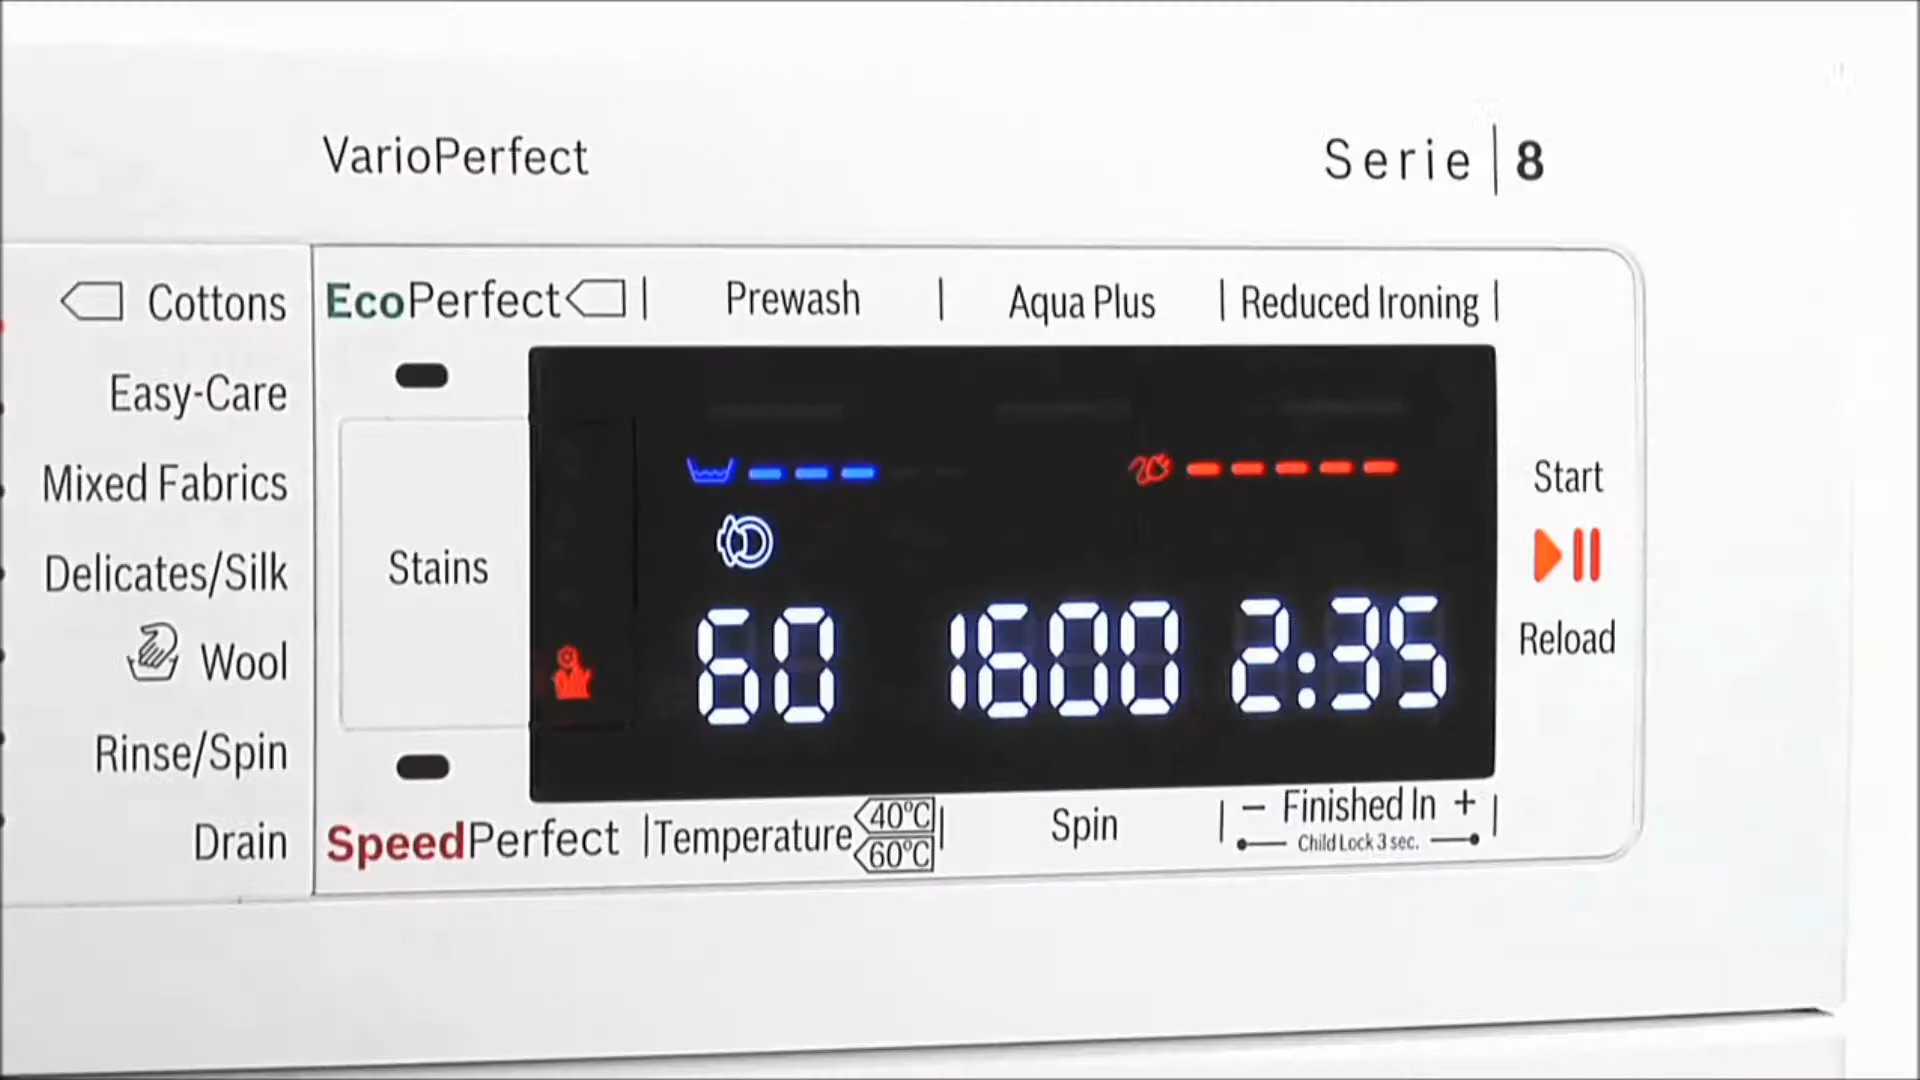 VarioPerfect
Serie 8
Cottons
Easy-Care
Mixed Fabrics
Delicates/Silk
Wool
Rinse/Spin
Drain
EcoPerfect
Prewash
Aqua Plus
Reduced Ironing
Stains
60
1600
2:35
Start
Reload
SpeedPerfect
Temperature
40°C
60°C
Spin
- Finished In +
Child Lock 3 sec.